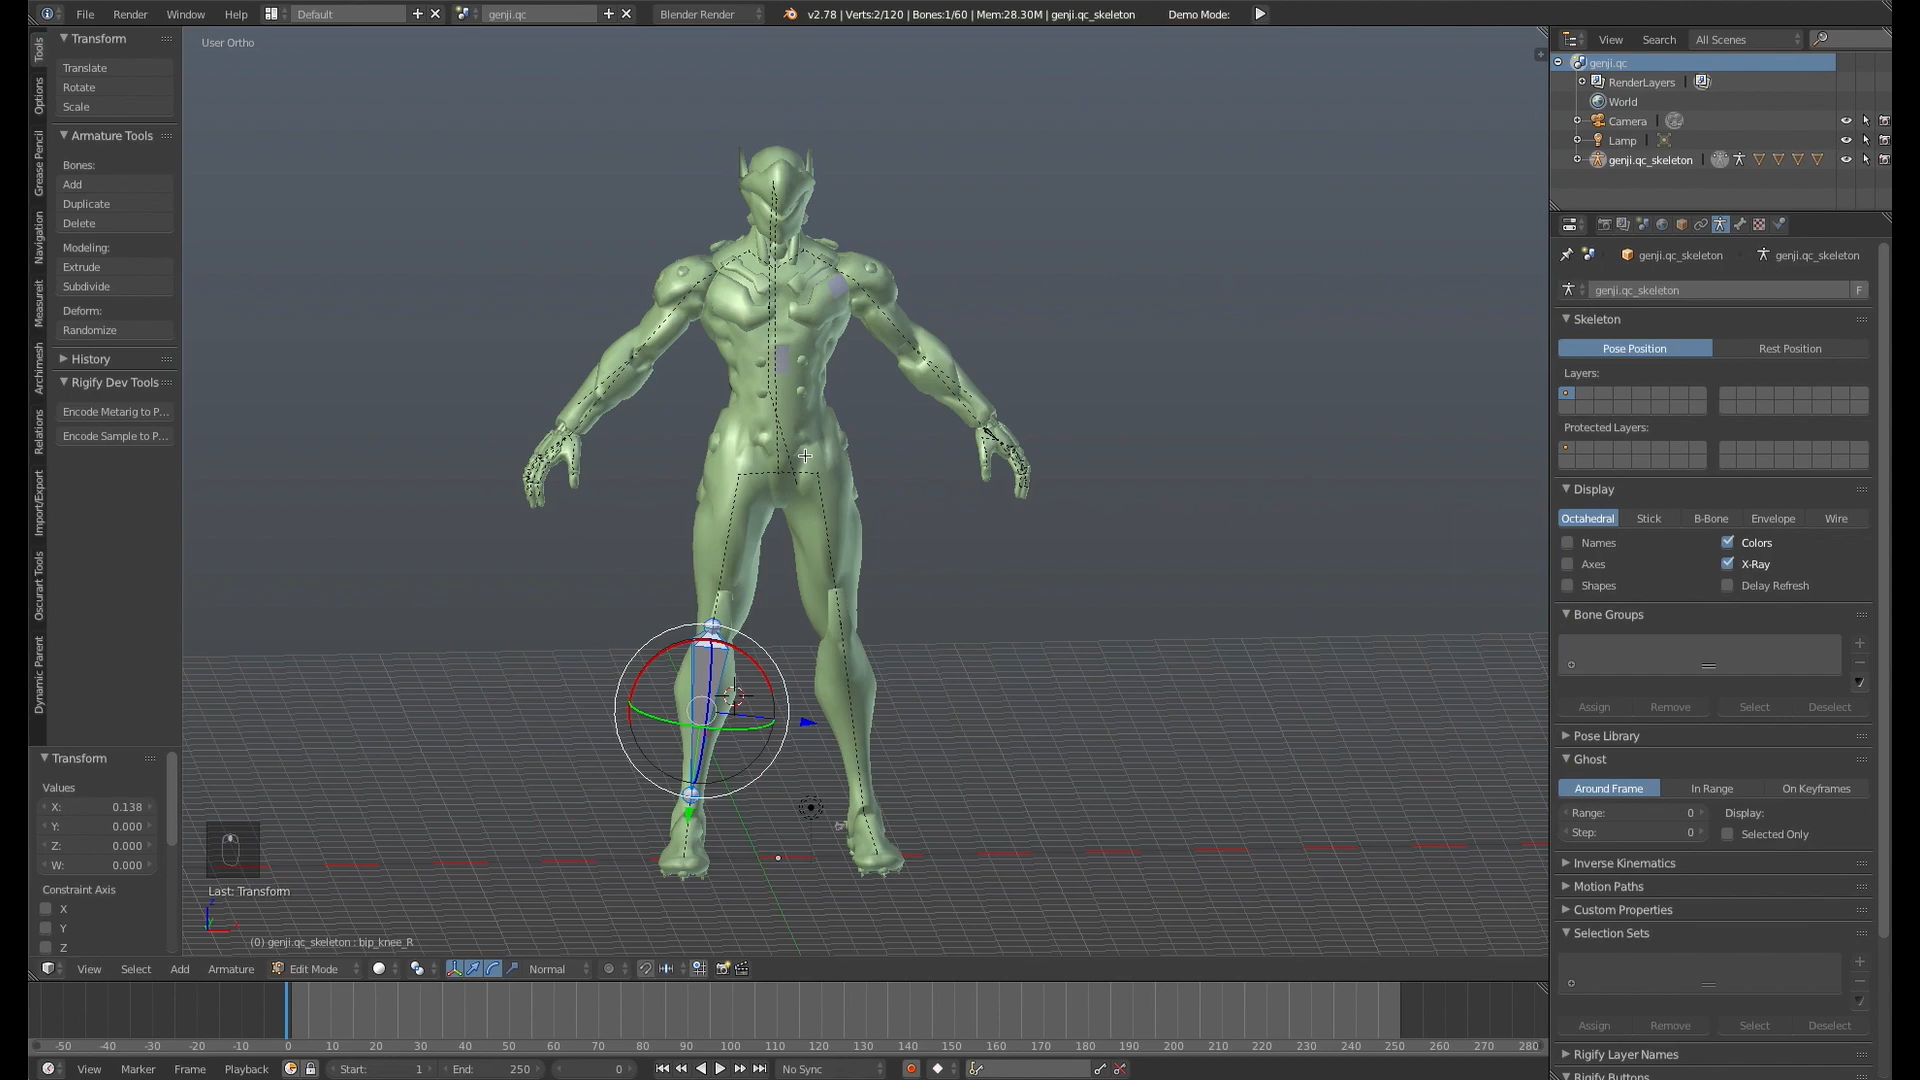 File Render Window Help Default genji.qc Blender Render v2.78 | Verts:2/120 | Bones:1/60 | Mem:28.30M | genji.qc_skeleton Demo Mode:
User Ortho
Tools
Options
Grease Pencil
Navigation
Measureit
Archimesh
Relations
Import/Export
Oscurart Tools
Dynamic Parent
Transform
Translate
Rotate
Scale
Armature Tools
Bones:
Add
Duplicate
Delete
Modeling:
Extrude
Subdivide
Deform:
Randomize
History
Rigify Dev Tools
Encode Metarig to P...
Encode Sample to P...
Transform
Values
X: 0.138
Y: 0.000
Z: 0.000
W: 0.000
Constraint Axis
X
Y
Z
Last: Transform
(0) genji.qc_skeleton : bip_knee_R
View Select Add Armature Edit Mode Normal
-50 -40 -30 -20 -10 0 10 20 30 40 50 60 70 80 90 100 110 120 130 140 150 160 170 180 190 200 210 220 230 240 250 260 270 280
View Marker Frame Playback Start: 1 End: 250 0 No Sync
View Search All Scenes
genji.qc
RenderLayers |
World
Camera |
Lamp |
genji.qc_skeleton |
genji.qc_skeleton genji.qc_skeleton
genji.qc_skeleton F
Skeleton
Pose Position Rest Position
Layers:
Protected Layers:
Display
Octahedral Stick B-Bone Envelope Wire
Names Colors
Axes X-Ray
Shapes Delay Refresh
Bone Groups
Assign Remove Select Deselect
Pose Library
Ghost
Around Frame In Range On Keyframes
Range: 0 Display:
Step: 0 Selected Only
Inverse Kinematics
Motion Paths
Custom Properties
Selection Sets
Assign Remove Select Deselect
Rigify Layer Names
Rigify Buttons